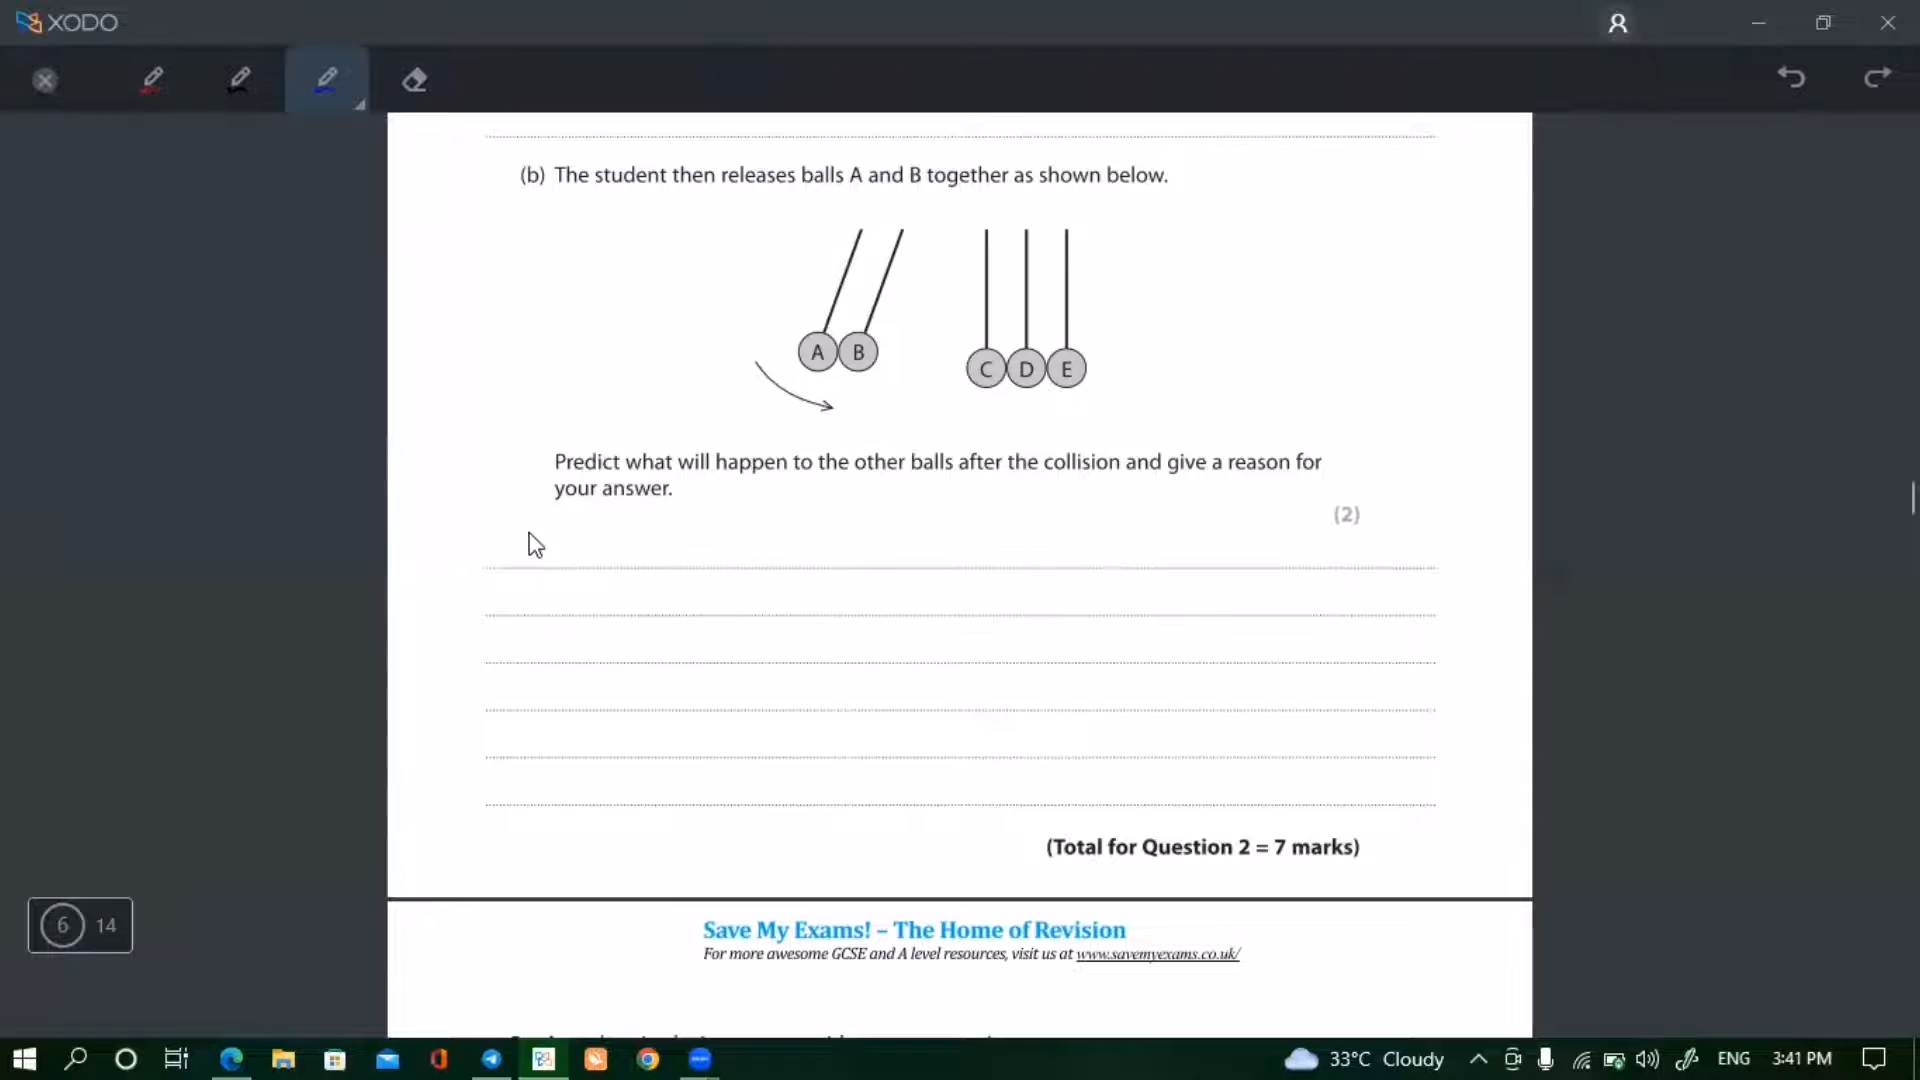 XODO
(b) The student then releases balls A and B together as shown below.
A B C D E
Predict what will happen to the other balls after the collision and give a reason for
your answer.
(2)
(Total for Question 2 = 7 marks)
6 14
Save My Exams! – The Home of Revision
For more awesome GCSE and A level resources, visit us at www.savemyexams.co.uk/
33°C Cloudy ENG 3:41 PM